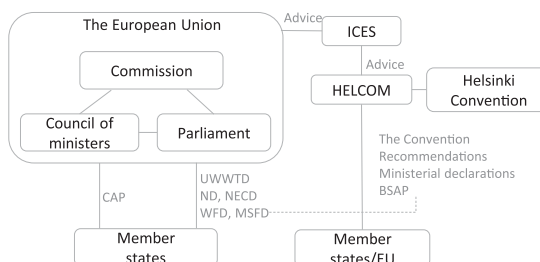 The European Union
Advice
ICES
Commission
Advice
HELCOM
Helsinki
Convention
Council of
ministers
Parliament
The Convention
Recommendations
Ministerial declarations
BSAP
CAP
UWWTD
ND, NECD
WFD, MSFD
Member
states
Member
states/EU